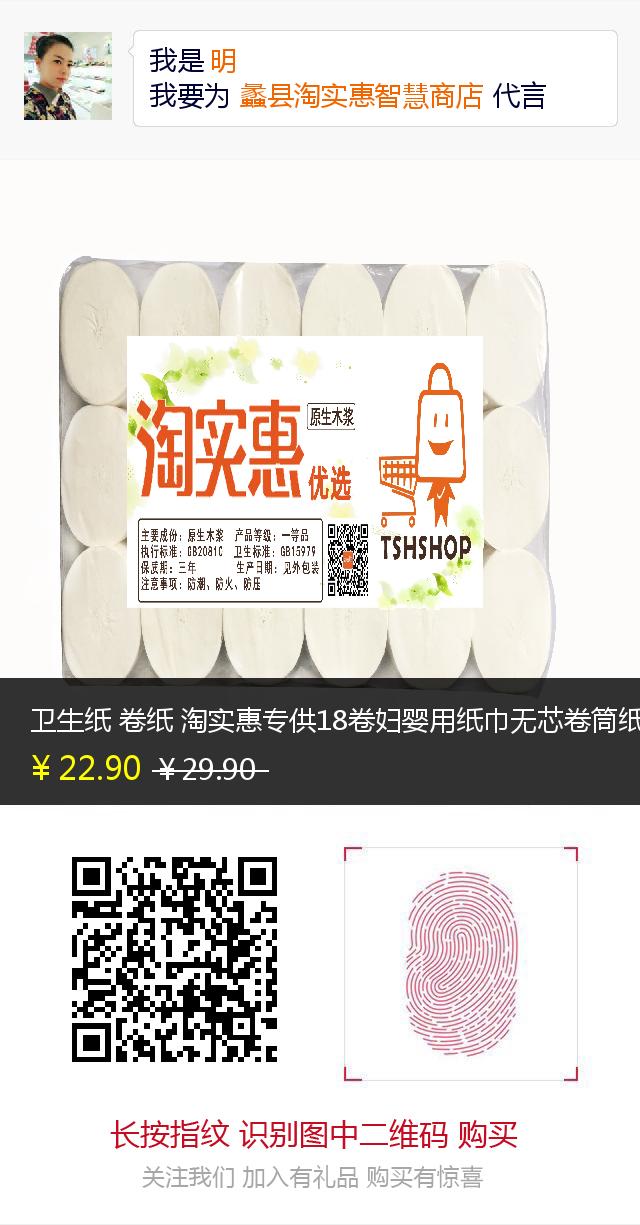 我是 明
我要为 蠡县淘实惠智慧商店 代言
淘实惠
原生木浆
优选
主要成份：原生木浆 产品等级：一等品
执行标准：GB20810 卫生标准：GB15979
保质期：三年 生产日期：见外包装
注意事项：防潮、防火、防压
TSHSHOP
卫生纸 卷纸 淘实惠专供18卷妇婴用纸巾无芯卷筒纸
¥ 22.90 ¥ 29.90
长按指纹 识别图中二维码 购买
关注我们 加入有礼品 购买有惊喜